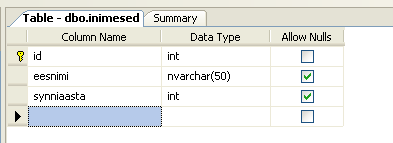 Table - dbo.inimesed Summary
Column Name Data Type Allow Nulls
id int
eesnimi nvarchar(50)
synniaasta int